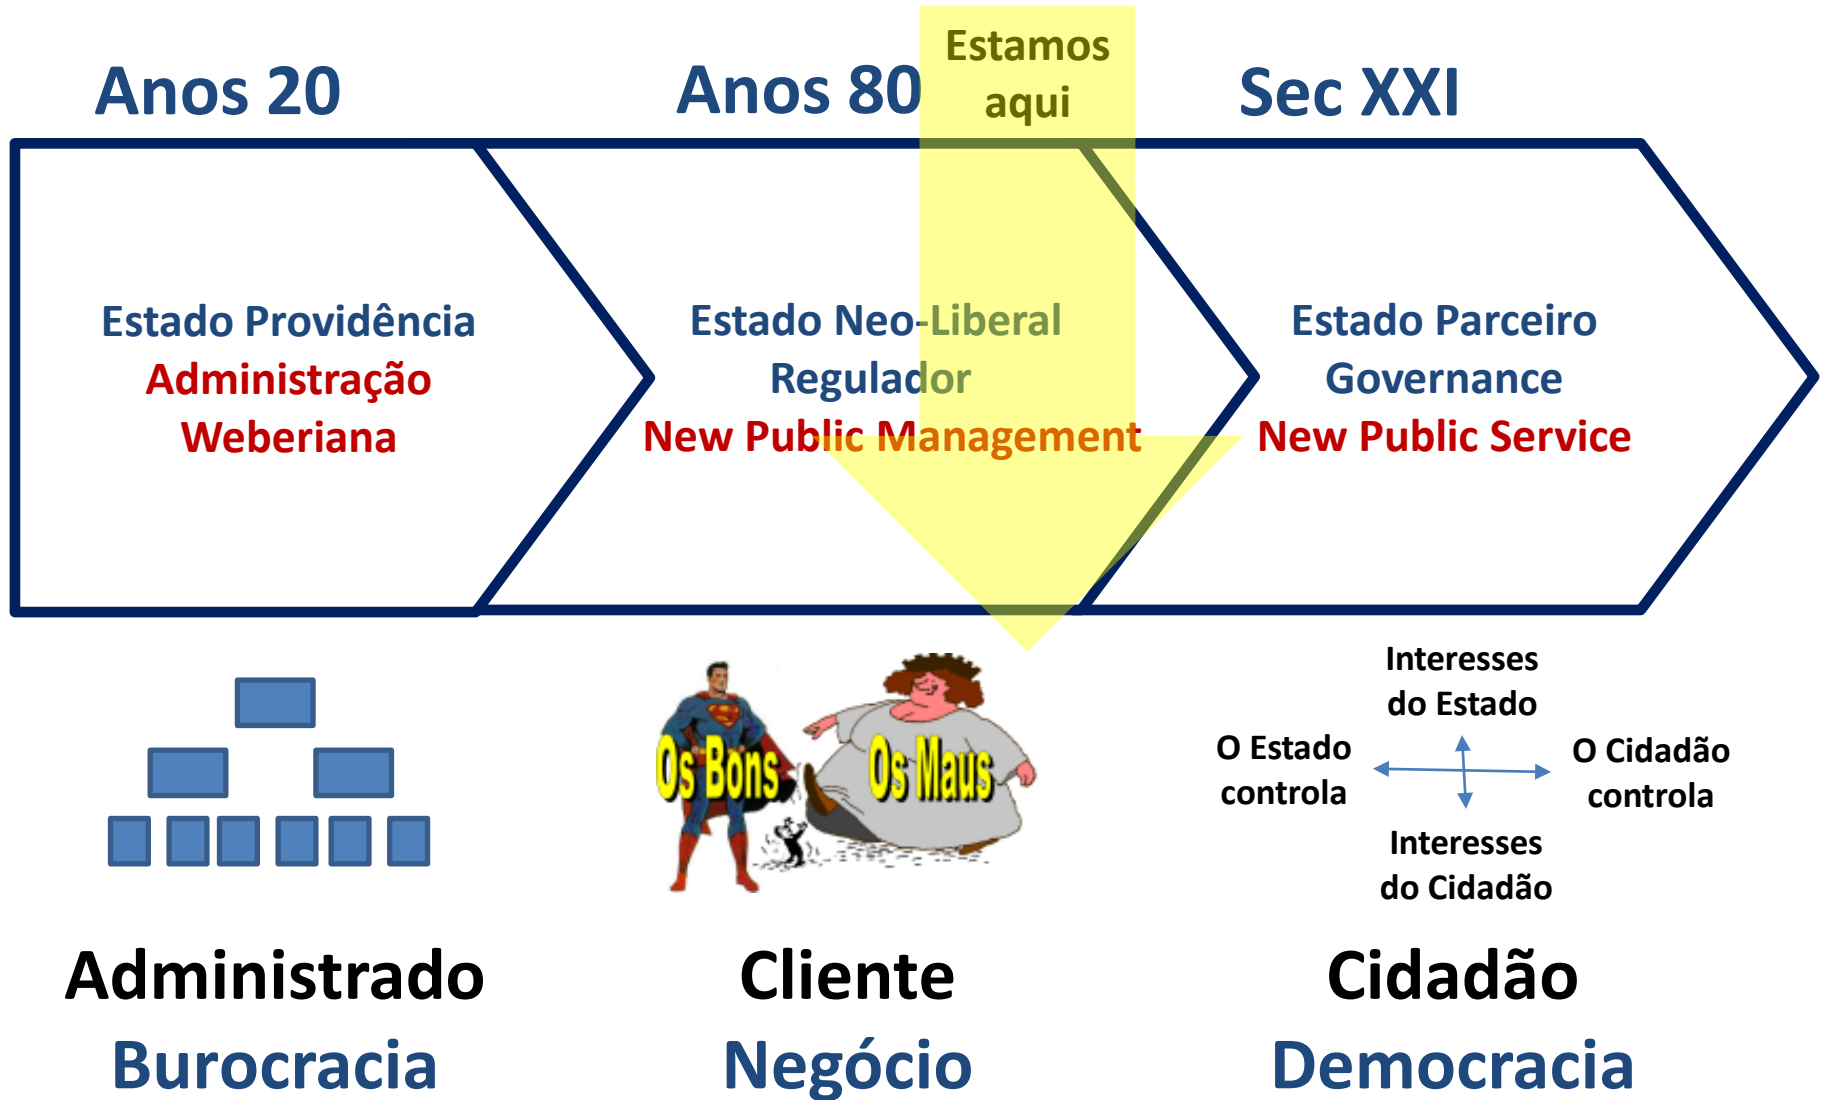 Anos 20
Anos 80
Estamos
aqui
Sec XXI
Estado Providência
Administração
Weberiana
Estado Neo-Liberal
Regulador
New Public Management
Estado Parceiro
Governance
New Public Service
Os Bons
Os Maus
Interesses
do Estado
O Estado
controla
O Cidadão
controla
Interesses
do Cidadão
Administrado
Burocracia
Cliente
Negócio
Cidadão
Democracia